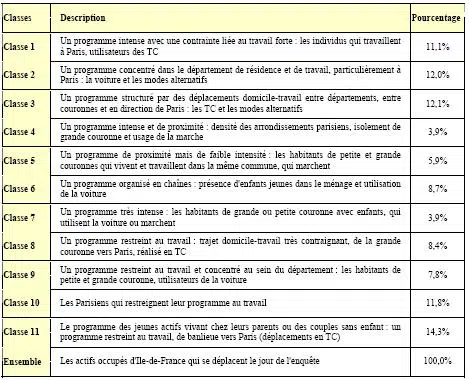 Classes Description Pourcentage
Un programme intense avec une contrainte liée au travail forte : les individus qui travaillent
Classe 1 11,1%
à Paris, utilisateurs des TC
Un programme concentré dans le département de résidence et de travail, particulièrement à
Classe 2 12,0%
Paris : la voiture et les modes alternatifs
Un programme structuré par des déplacements domicile-travail entre départements, entre
Classe 3 12,1%
couronnes et en direction de Paris : les TC et les modes alternatifs
Un programme intense et de proximité : densité des arrondissements parisiens, isolement de
Classe 4 3,9%
grande couronne et usage de la marche
Un programme de proximité mais de faible intensité : les habitants de petite et grande
Classe 5 5,9%
couronnes qui vivent et travaillent dans la même commune, qui marchent
Un programme organisé en chaînes : présence d'enfants jeunes dans le ménage et utilisation
Classe 6 8,7%
de la voiture
Un programme très intense : les habitants de grande ou petite couronne avec enfants, qui
Classe 7 3,9%
utilisent la voiture ou marchent
Un programme restreint au travail : trajet domicile-travail très contraignant, de la grande
Classe 8 8,4%
couronne vers Paris, réalisé en TC
Un programme restreint au travail et concentré au sein du département : les habitants de
Classe 9 7,8%
petite et grande couronne, utilisateurs de la voiture
Classe 10 Les Parisiens qui restreignent leur programme au travail 11,8%
Le programme des jeunes actifs vivant chez leurs parents ou des couples sans enfant : un
Classe 11 14,3%
programme restreint au travail, de banlieue vers Paris (déplacements en TC)
Ensemble Les actifs occupés d'Ile-de-France qui se déplacent le jour de l'enquête 100,0%